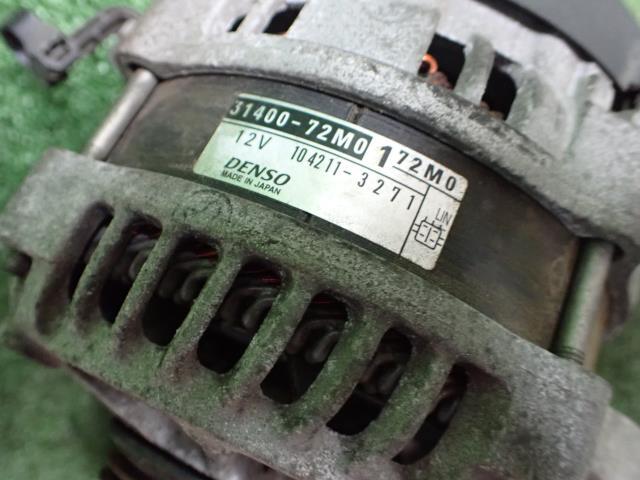 31400-72M0 172M0
12V 104211-3271
DENSO
MADE IN JAPAN
LIN